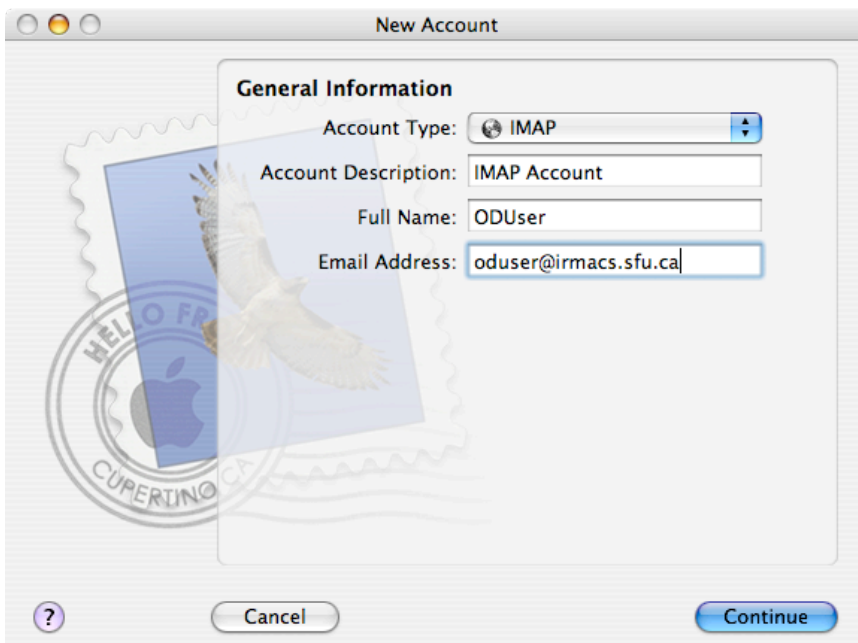 New Account
General Information
Account Type: IMAP
Account Description: IMAP Account
Full Name: ODUser
Email Address: oduser@irmacs.sfu.ca
HELLO FR
CUPERTINO CA
? Cancel Continue